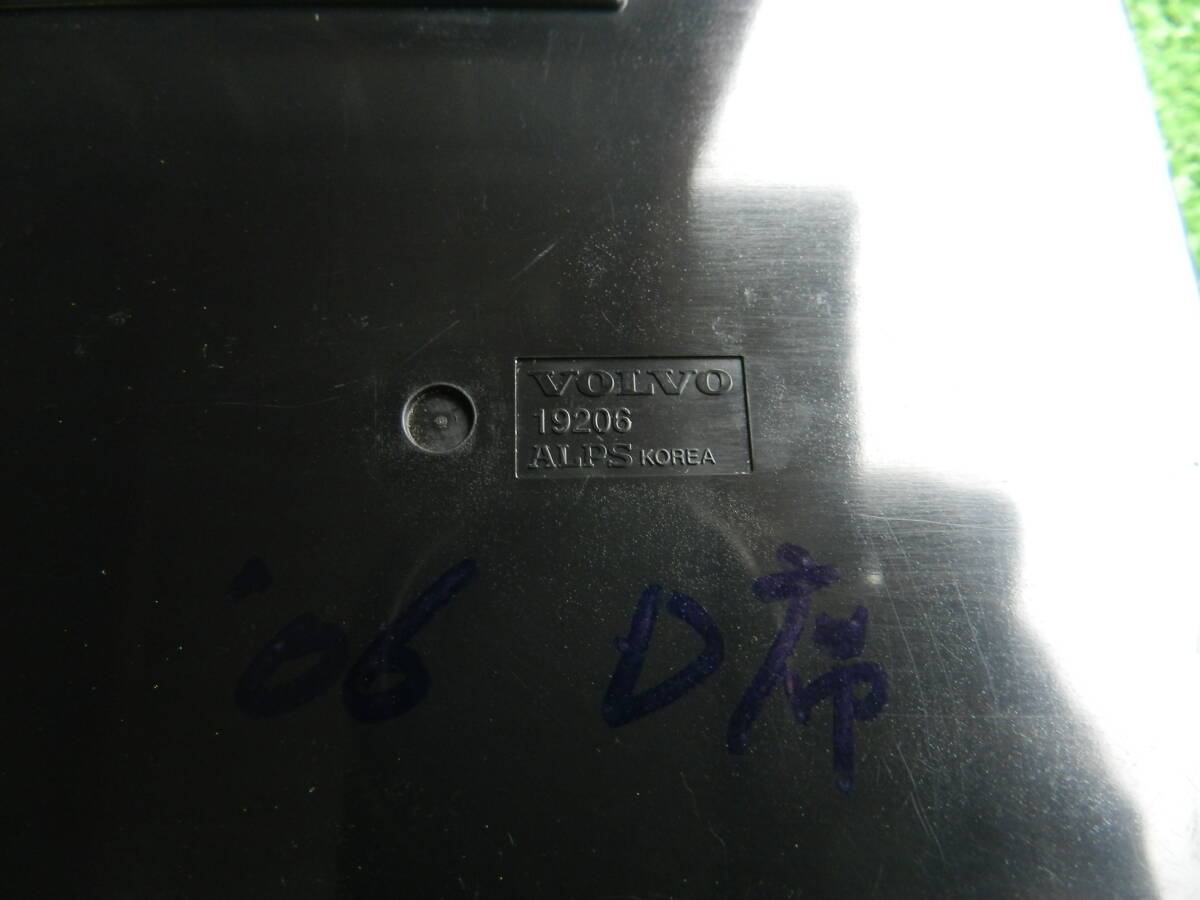 VOLVO
19206
ALPS KOREA
'06 D席